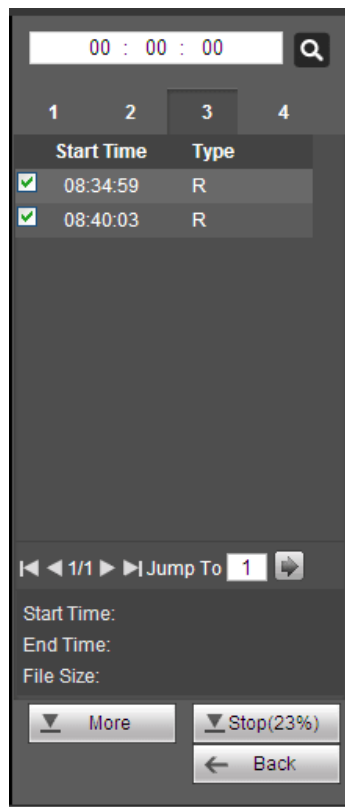 00 : 00 : 00
1 2 3 4
Start Time Type
08:34:59 R
08:40:03 R
1/1 Jump To 1
Start Time:
End Time:
File Size:
More Stop(23%)
Back